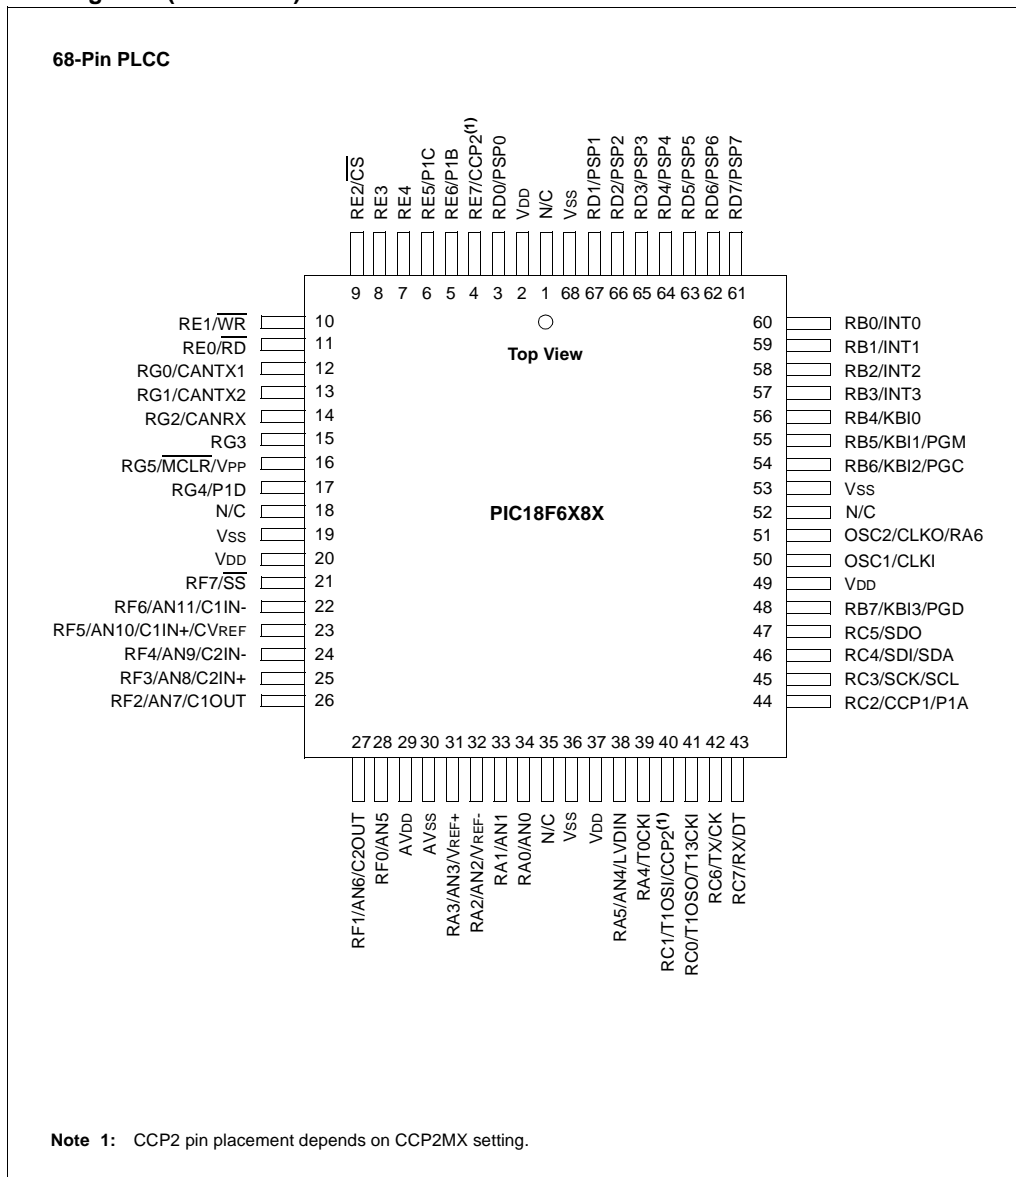 68-Pin PLCC
RE2/CS
RE3
RE4
RE5/P1C
RE6/P1B
RE7/CCP2(1)
RD0/PSP0
VDD
N/C
VSS
RD1/PSP1
RD2/PSP2
RD3/PSP3
RD4/PSP4
RD5/PSP5
RD6/PSP6
RD7/PSP7
9 8 7 6 5 4 3 2 1 68 67 66 65 64 63 62 61
RE1/WR 10
RE0/RD 11
RG0/CANTX1 12
RG1/CANTX2 13
RG2/CANRX 14
RG3 15
RG5/MCLR/VPP 16
RG4/P1D 17
N/C 18
VSS 19
VDD 20
RF7/SS 21
RF6/AN11/C1IN- 22
RF5/AN10/C1IN+/CVREF 23
RF4/AN9/C2IN- 24
RF3/AN8/C2IN+ 25
RF2/AN7/C1OUT 26
Top View
PIC18F6X8X
60 RB0/INT0
59 RB1/INT1
58 RB2/INT2
57 RB3/INT3
56 RB4/KBI0
55 RB5/KBI1/PGM
54 RB6/KBI2/PGC
53 VSS
52 N/C
51 OSC2/CLKO/RA6
50 OSC1/CLKI
49 VDD
48 RB7/KBI3/PGD
47 RC5/SDO
46 RC4/SDI/SDA
45 RC3/SCK/SCL
44 RC2/CCP1/P1A
27 28 29 30 31 32 33 34 35 36 37 38 39 40 41 42 43
RF1/AN6/C2OUT
RF0/AN5
AVDD
AVSS
RA3/AN3/VREF+
RA2/AN2/VREF-
RA1/AN1
RA0/AN0
N/C
VSS
VDD
RA5/AN4/LVDIN
RA4/T0CKI
RC1/T1OSI/CCP2(1)
RC0/T1OSO/T13CKI
RC6/TX/CK
RC7/RX/DT
Note 1: CCP2 pin placement depends on CCP2MX setting.